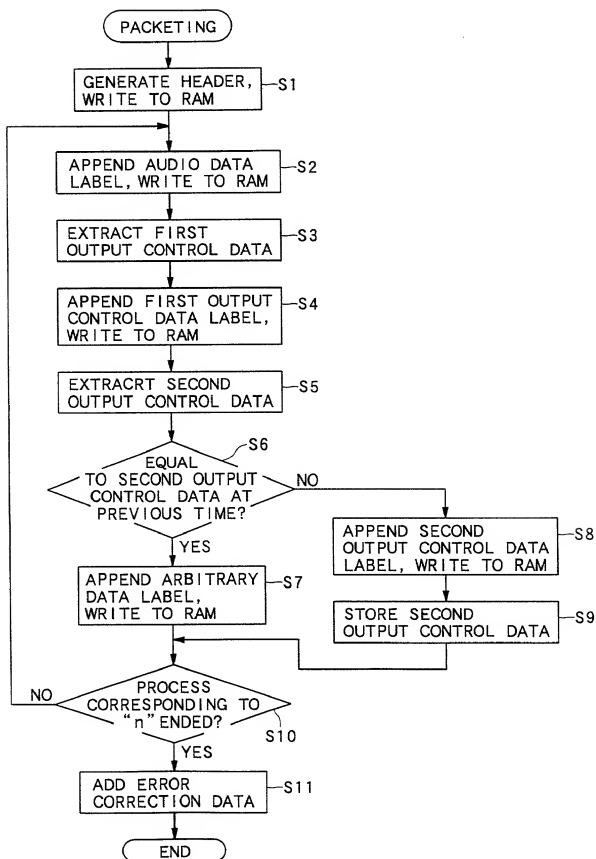 PACKETING
GENERATE HEADER,
WRITE TO RAM
S1
APPEND AUDIO DATA
LABEL, WRITE TO RAM
S2
EXTRACT FIRST
OUTPUT CONTROL DATA
S3
APPEND FIRST OUTPUT
CONTROL DATA LABEL,
WRITE TO RAM
S4
EXTRACRT SECOND
OUTPUT CONTROL DATA
S5
S6
EQUAL
TO SECOND OUTPUT
CONTROL DATA AT
PREVIOUS TIME?
NO
YES
APPEND ARBITRARY
DATA LABEL,
WRITE TO RAM
S7
APPEND SECOND
OUTPUT CONTROL DATA
LABEL, WRITE TO RAM
S8
STORE SECOND
OUTPUT CONTROL DATA
S9
NO
PROCESS
CORRESPONDING TO
"n" ENDED?
S10
YES
ADD ERROR
CORRECTION DATA
S11
END